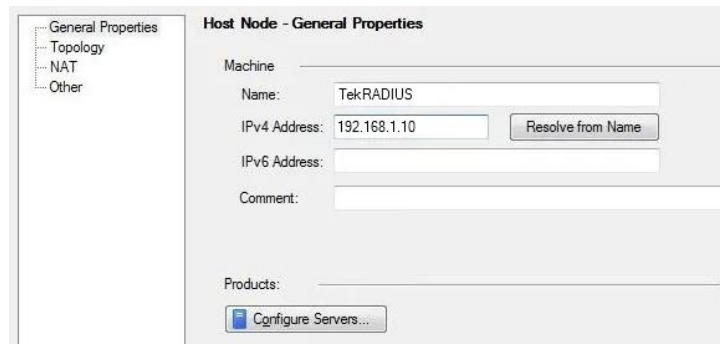 General Properties
Topology
NAT
Other
Host Node - General Properties
Machine
Name: TekRADIUS
IPv4 Address: 192.168.1.10 Resolve from Name
IPv6 Address:
Comment:
Products:
Configure Servers...